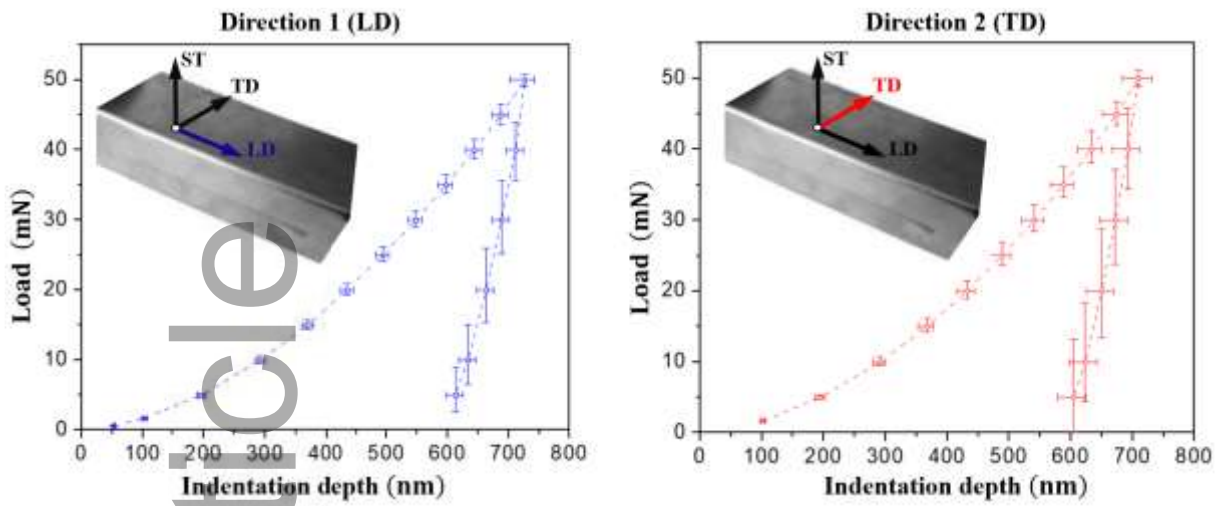 Direction 1 (LD)
Direction 2 (TD)
ST
TD
LD
ST
TD
LD
Load (mN)
50
40
30
20
10
0
0 100 200 300 400 500 600 700 800
Indentation depth (nm)
Load (mN)
50
40
30
20
10
0
0 100 200 300 400 500 600 700 800
Indentation depth (nm)
ticle